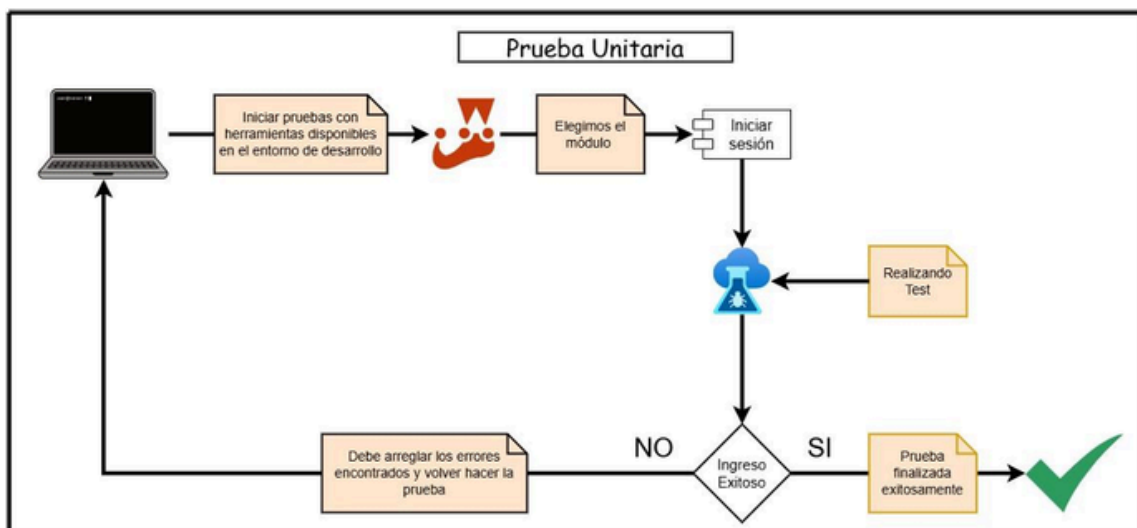 Prueba Unitaria
Iniciar pruebas con
herramientas disponibles
en el entorno de desarrollo
Elegimos el
módulo
Iniciar
sesión
Realizando
Test
Debe arreglar los errores
encontrados y volver hacer la
prueba
NO
Ingreso
Exitoso
SI
Prueba
finalizada
exitosamente